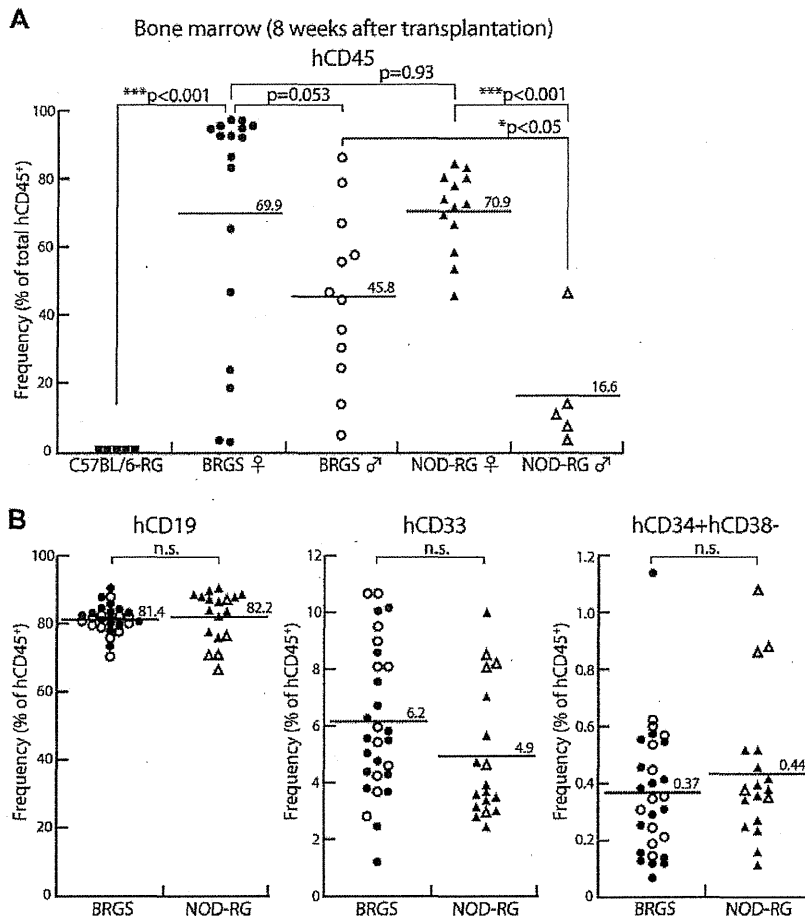 A
Bone marrow (8 weeks after transplantation)
hCD45
p=0.93
***p<0.001
p=0.053
***p<0.001
*p<0.05
Frequency (% of total hCD45⁺)
100
80
60
40
20
0
69.9
45.8
70.9
16.6
C57BL/6-RG
BRGS ♀
BRGS ♂
NOD-RG ♀
NOD-RG ♂
B
hCD19
n.s.
Frequency (% of hCD45⁺)
100
80
60
40
20
0
81.4
82.2
BRGS
NOD-RG
hCD33
n.s.
Frequency (% of hCD45⁺)
12
10
8
6
4
2
0
6.2
4.9
BRGS
NOD-RG
hCD34+hCD38-
n.s.
Frequency (% of hCD45⁺)
1.2
1.0
0.8
0.6
0.4
0.2
0
0.37
0.44
BRGS
NOD-RG